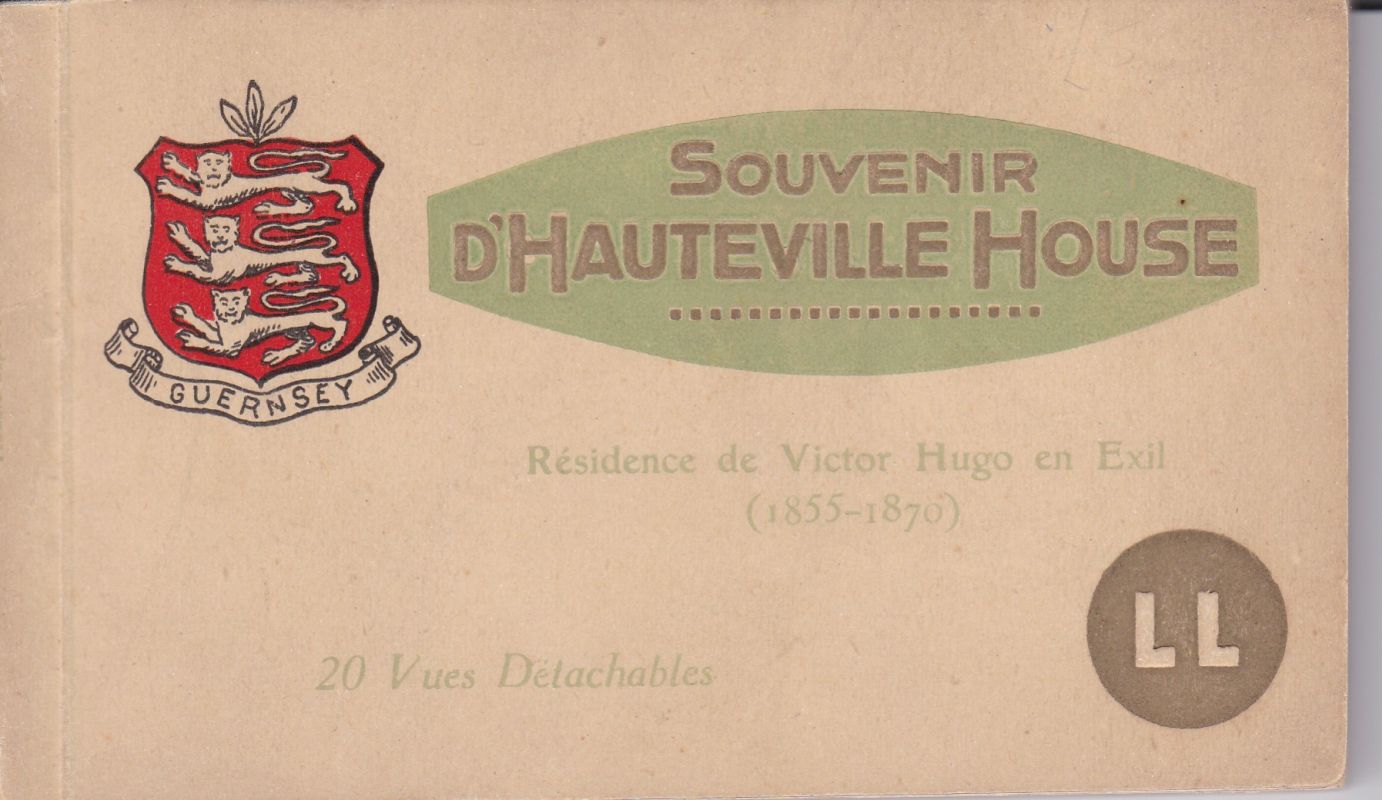 GUERNSEY
SOUVENIR
D'HAUTEVILLE HOUSE
Résidence de Victor Hugo en Exil
(1855-1870)
20 Vues Détachables
LL